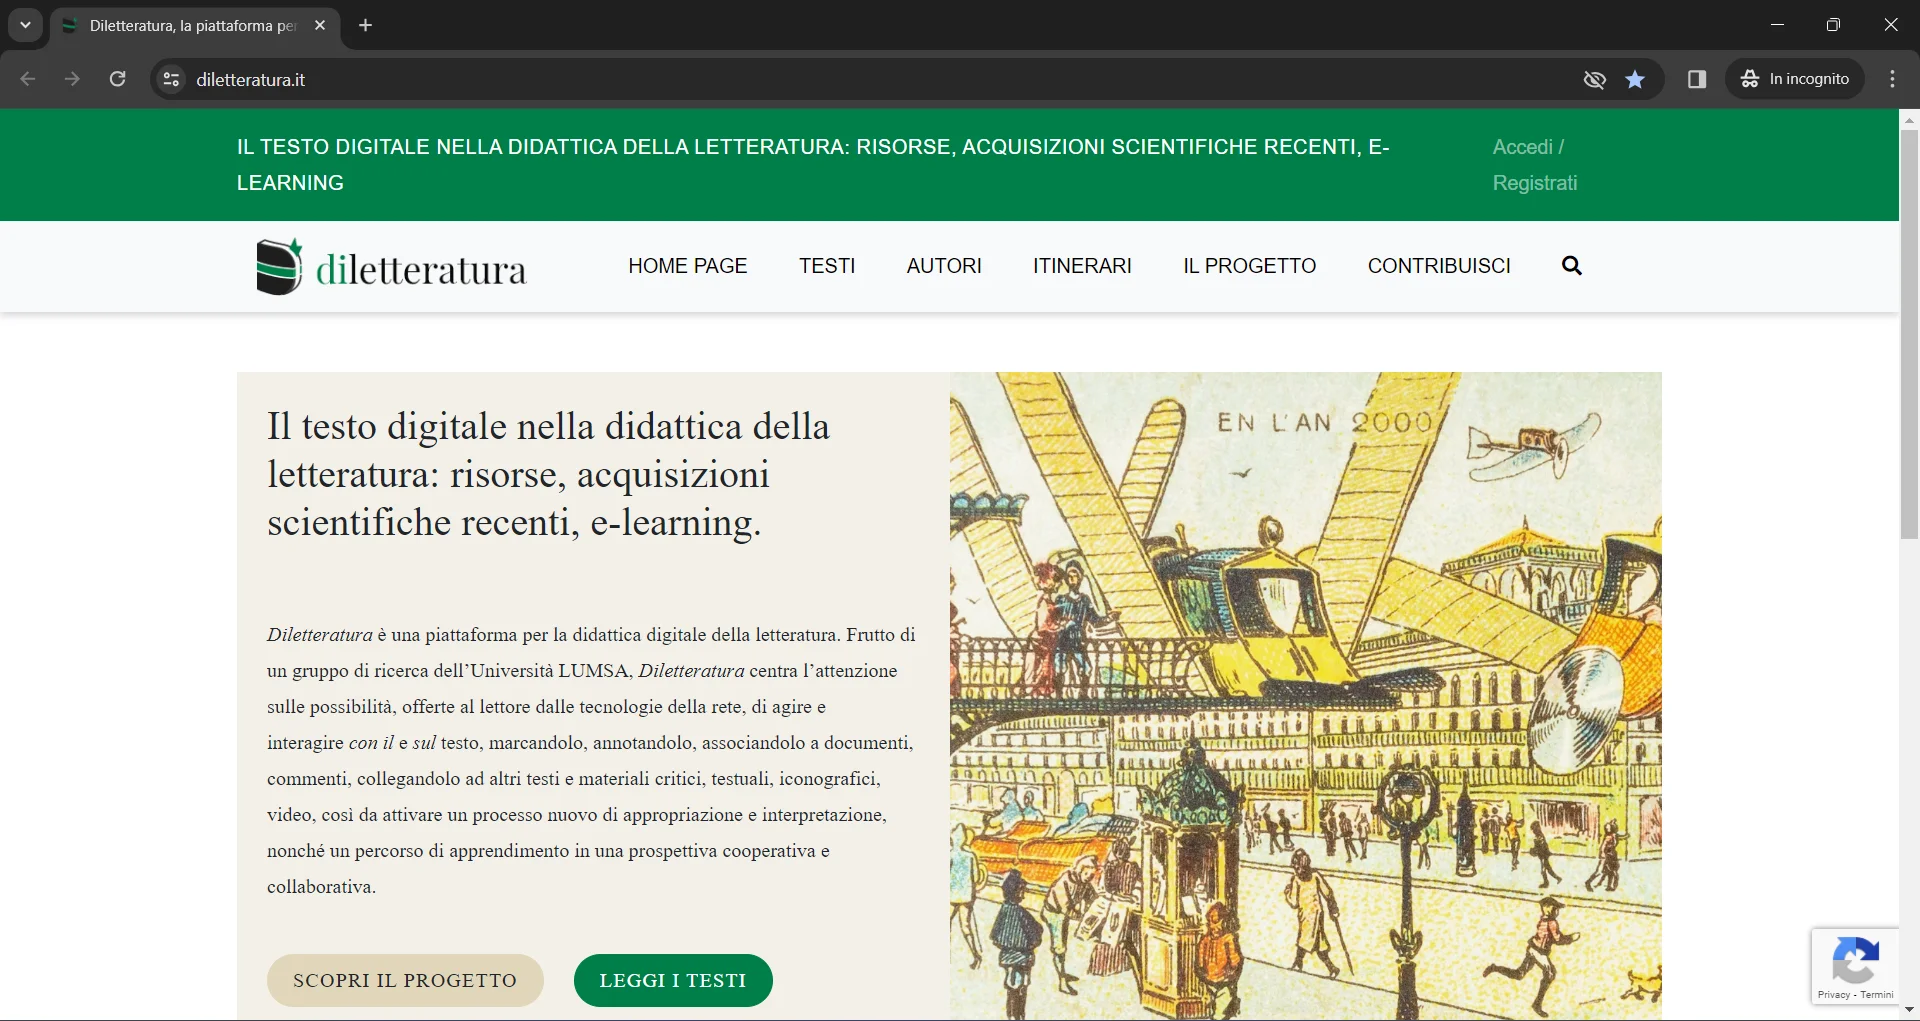 Diletteratura, la piattaforma per
diletteratura.it
In incognito
IL TESTO DIGITALE NELLA DIDATTICA DELLA LETTERATURA: RISORSE, ACQUISIZIONI SCIENTIFICHE RECENTI, E-
LEARNING
Accedi /
Registrati
diletteratura
HOME PAGE
TESTI
AUTORI
ITINERARI
IL PROGETTO
CONTRIBUISCI
Il testo digitale nella didattica della
letteratura: risorse, acquisizioni
scientifiche recenti, e-learning.
Diletteratura è una piattaforma per la didattica digitale della letteratura. Frutto di
un gruppo di ricerca dell’Università LUMSA, Diletteratura centra l’attenzione
sulle possibilità, offerte al lettore dalle tecnologie della rete, di agire e
interagire con il e sul testo, marcandolo, annotandolo, associandolo a documenti,
commenti, collegandolo ad altri testi e materiali critici, testuali, iconografici,
video, così da attivare un processo nuovo di appropriazione e interpretazione,
nonché un percorso di apprendimento in una prospettiva cooperativa e
collaborativa.
SCOPRI IL PROGETTO
LEGGI I TESTI
EN L'AN 2000
Privacy - Termini